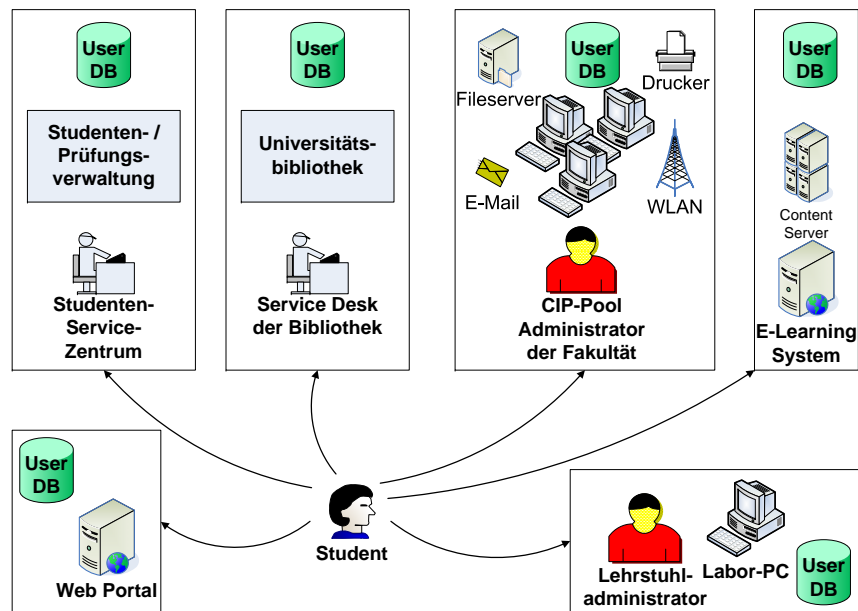 User
DB
Studenten- /
Prüfungs-
verwaltung
Studenten-
Service-
Zentrum
User
DB
Universitäts-
bibliothek
Service Desk
der Bibliothek
User
DB
Fileserver
Drucker
E-Mail
WLAN
CIP-Pool
Administrator
der Fakultät
User
DB
Content
Server
E-Learning
System
User
DB
Web Portal
Student
Lehrstuhl-
administrator
Labor-PC
User
DB